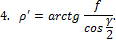 4. ρ′ = arctg f / cos γ/2.